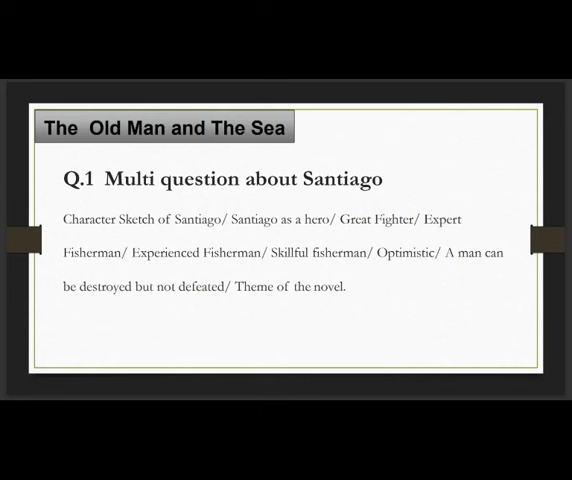 The Old Man and The Sea
Q.1 Multi question about Santiago
Character Sketch of Santiago/ Santiago as a hero/ Great Fighter/ Expert
Fisherman/ Experienced Fisherman/ Skillful fisherman/ Optimistic/ A man can
be destroyed but not defeated/ Theme of the novel.